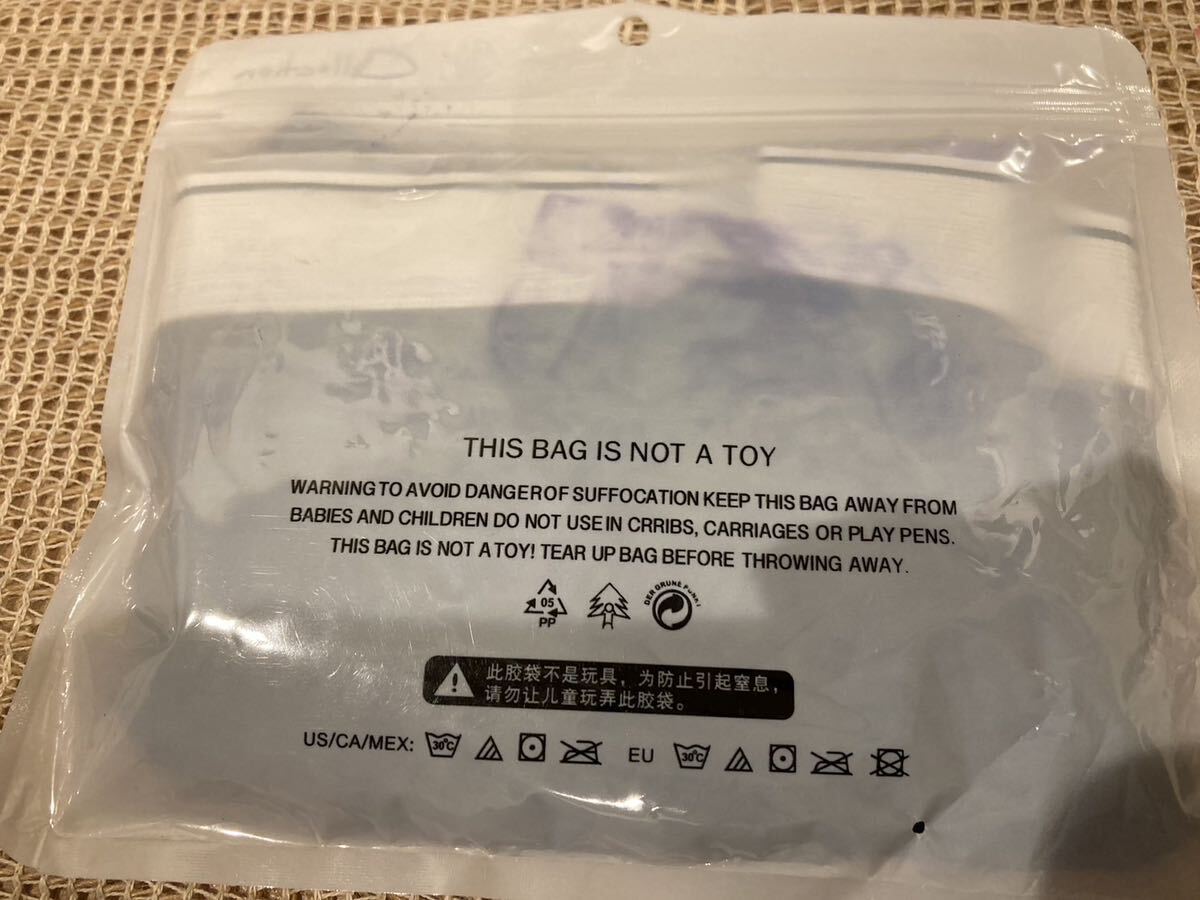 Collection
THIS BAG IS NOT A TOY
WARNING TO AVOID DANGER OF SUFFOCATION KEEP THIS BAG AWAY FROM
BABIES AND CHILDREN DO NOT USE IN CRRIBS, CARRIAGES OR PLAY PENS.
THIS BAG IS NOT A TOY! TEAR UP BAG BEFORE THROWING AWAY.
05
PP
DER GRUNE PUNKT
此胶袋不是玩具，为防止引起窒息，
请勿让儿童玩弄此胶袋。
US/CA/MEX: 30°C EU 30°C